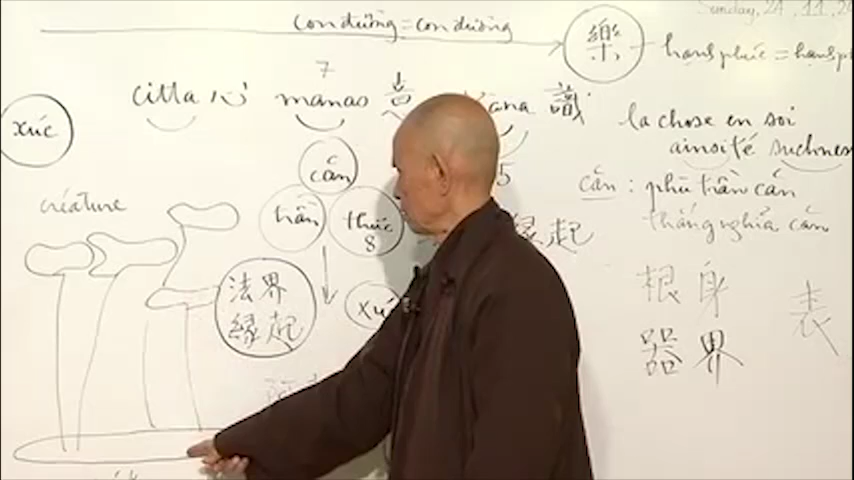 Sunday, 24.11.2
con đường = con đường
樂 hạnh phúc = hạnh p
7
citta 心 manas 意 ana 識
la chose en soi
xúc
ainsité suchness
căn
5
căn : phù trần căn
créature
trần thức
8
thắng nghĩa căn
緣起
法界
緣起
xú
根身
器界
表